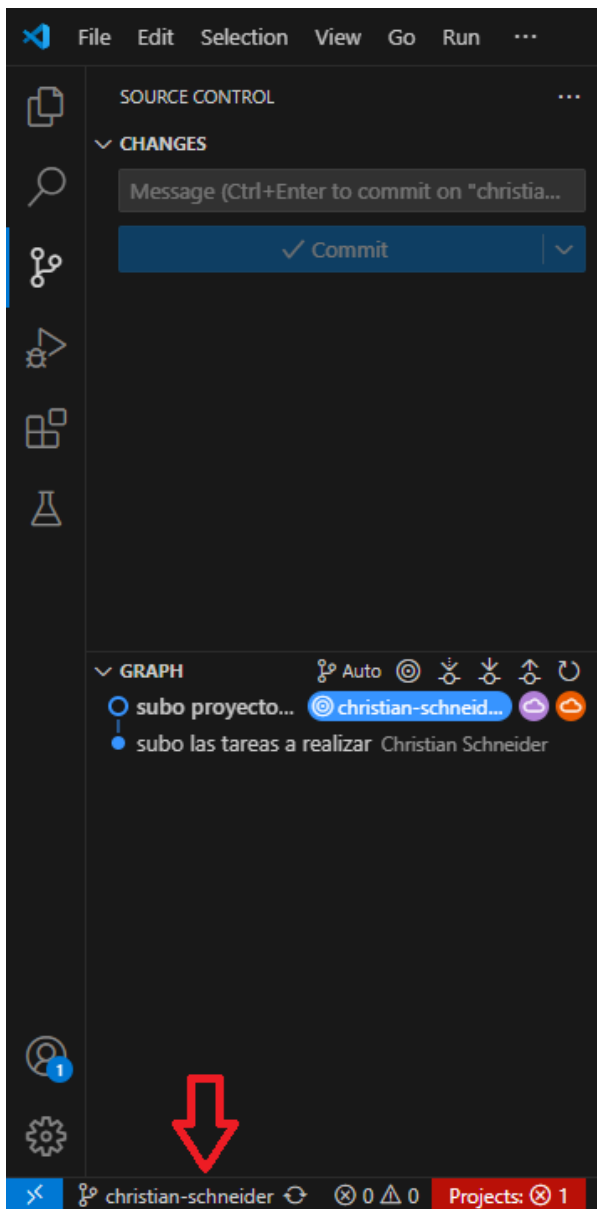 File Edit Selection View Go Run ...
SOURCE CONTROL ...
CHANGES
Message (Ctrl+Enter to commit on "christia...
Commit
GRAPH Auto
subo proyecto... christian-schneid...
subo las tareas a realizar Christian Schneider
1
christian-schneider 0 0 Projects: 1